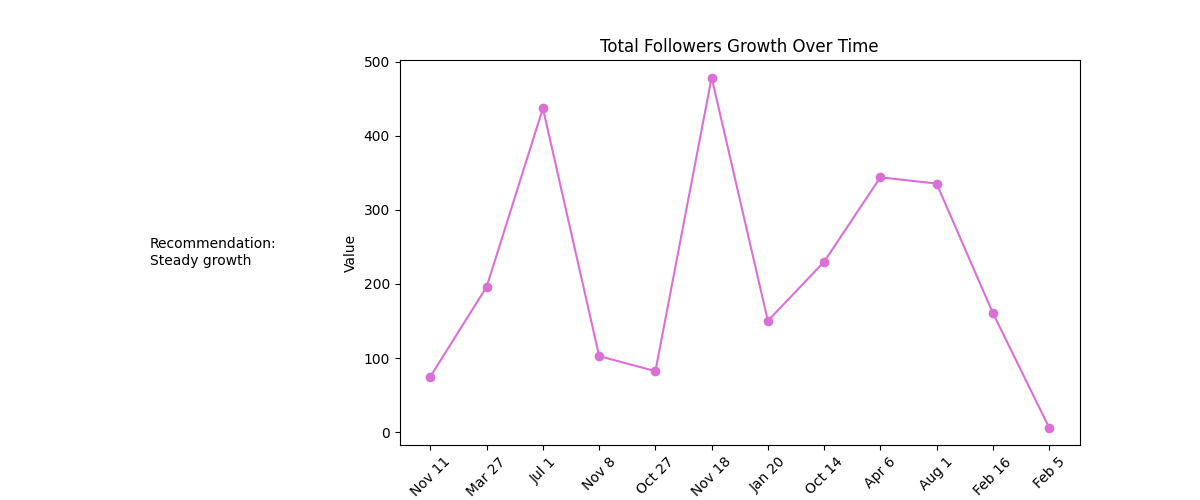 Total Followers Growth Over Time
Recommendation:
Steady growth
Value
500
400
300
200
100
0
Nov 11
Mar 27
Jul 1
Nov 8
Oct 27
Nov 18
Jan 20
Oct 14
Apr 6
Aug 1
Feb 16
Feb 5